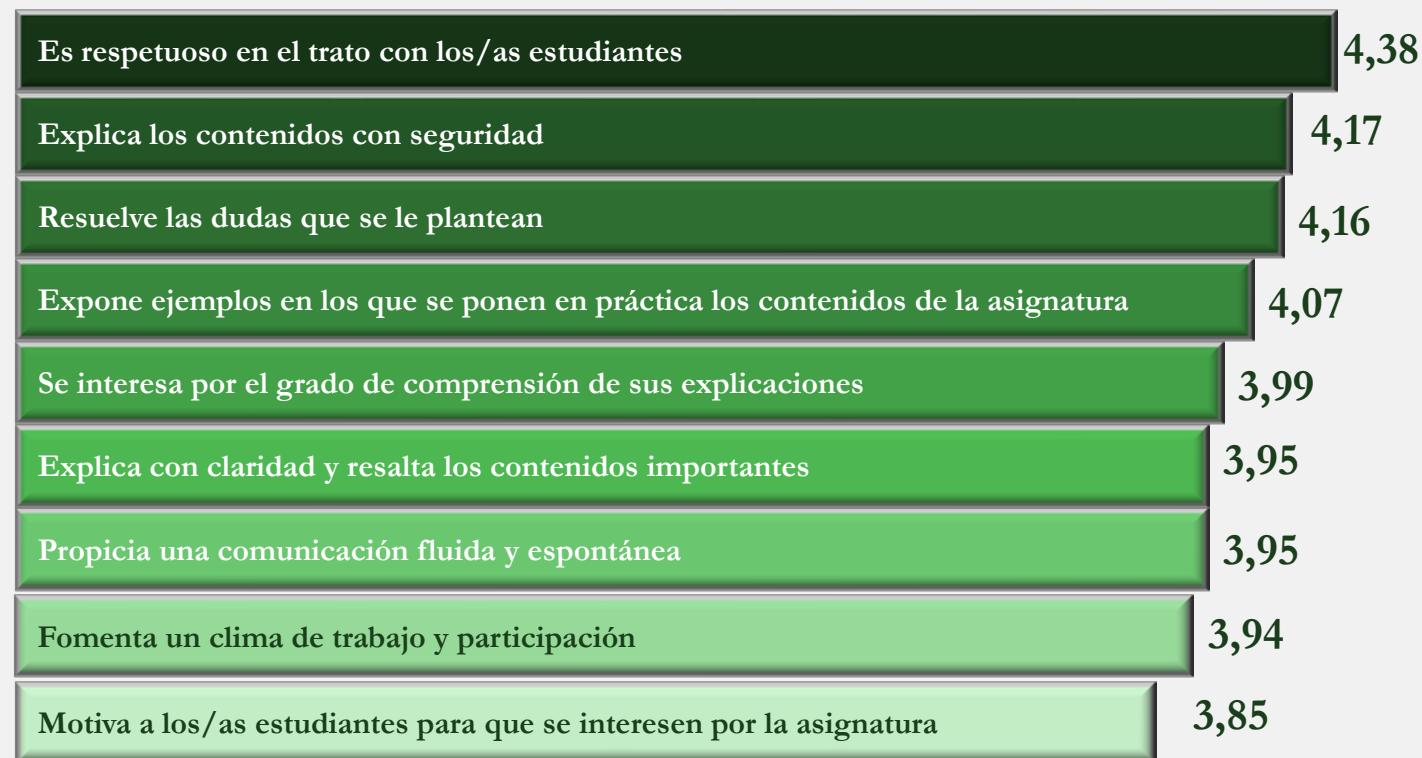 Es respetuoso en el trato con los/as estudiantes 4,38
Explica los contenidos con seguridad 4,17
Resuelve las dudas que se le plantean 4,16
Expone ejemplos en los que se ponen en práctica los contenidos de la asignatura 4,07
Se interesa por el grado de comprensión de sus explicaciones 3,99
Explica con claridad y resalta los contenidos importantes 3,95
Propicia una comunicación fluida y espontánea 3,95
Fomenta un clima de trabajo y participación 3,94
Motiva a los/as estudiantes para que se interesen por la asignatura 3,85